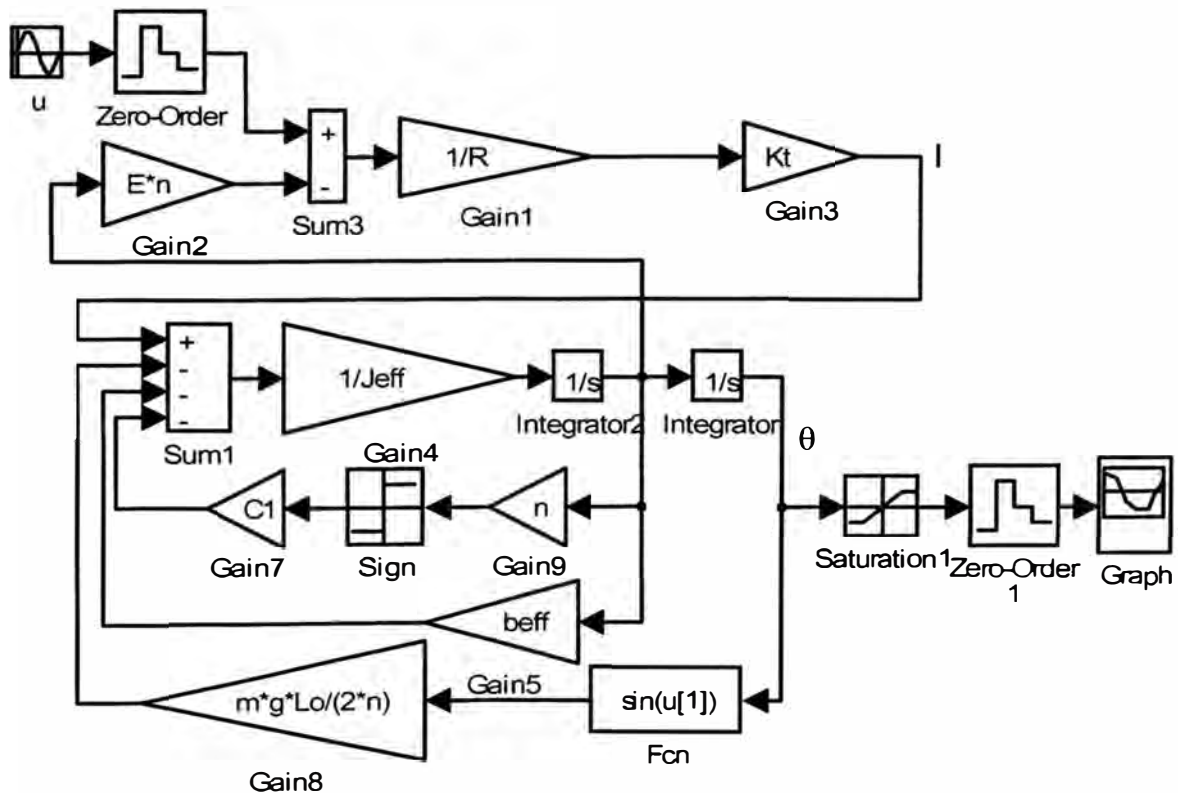 u
Zero-Order
+
-
Sum3
1/R
Gain1
Kt
Gain3
I
E*n
Gain2
+
-
-
-
Sum1
1/Jeff
Gain4
1/s
Integrator2
1/s
Integrator
θ
C1
Gain7
Sign
n
Gain9
Saturation1
Zero-Order
1
Graph
beff
Gain5
m*g*Lo/(2*n)
Gain8
sin(u[1])
Fcn